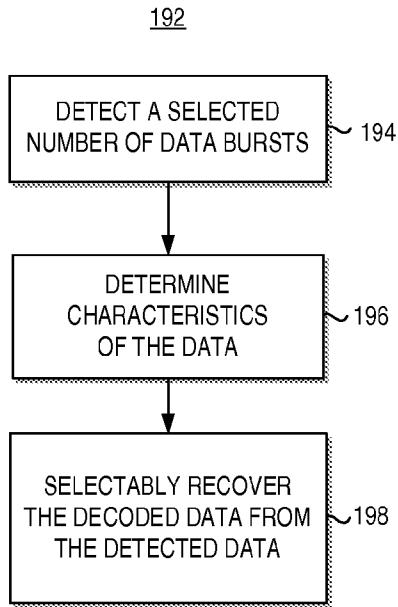 192
DETECT A SELECTED
NUMBER OF DATA BURSTS
194
DETERMINE
CHARACTERISTICS
OF THE DATA
196
SELECTABLY RECOVER
THE DECODED DATA FROM
THE DETECTED DATA
198